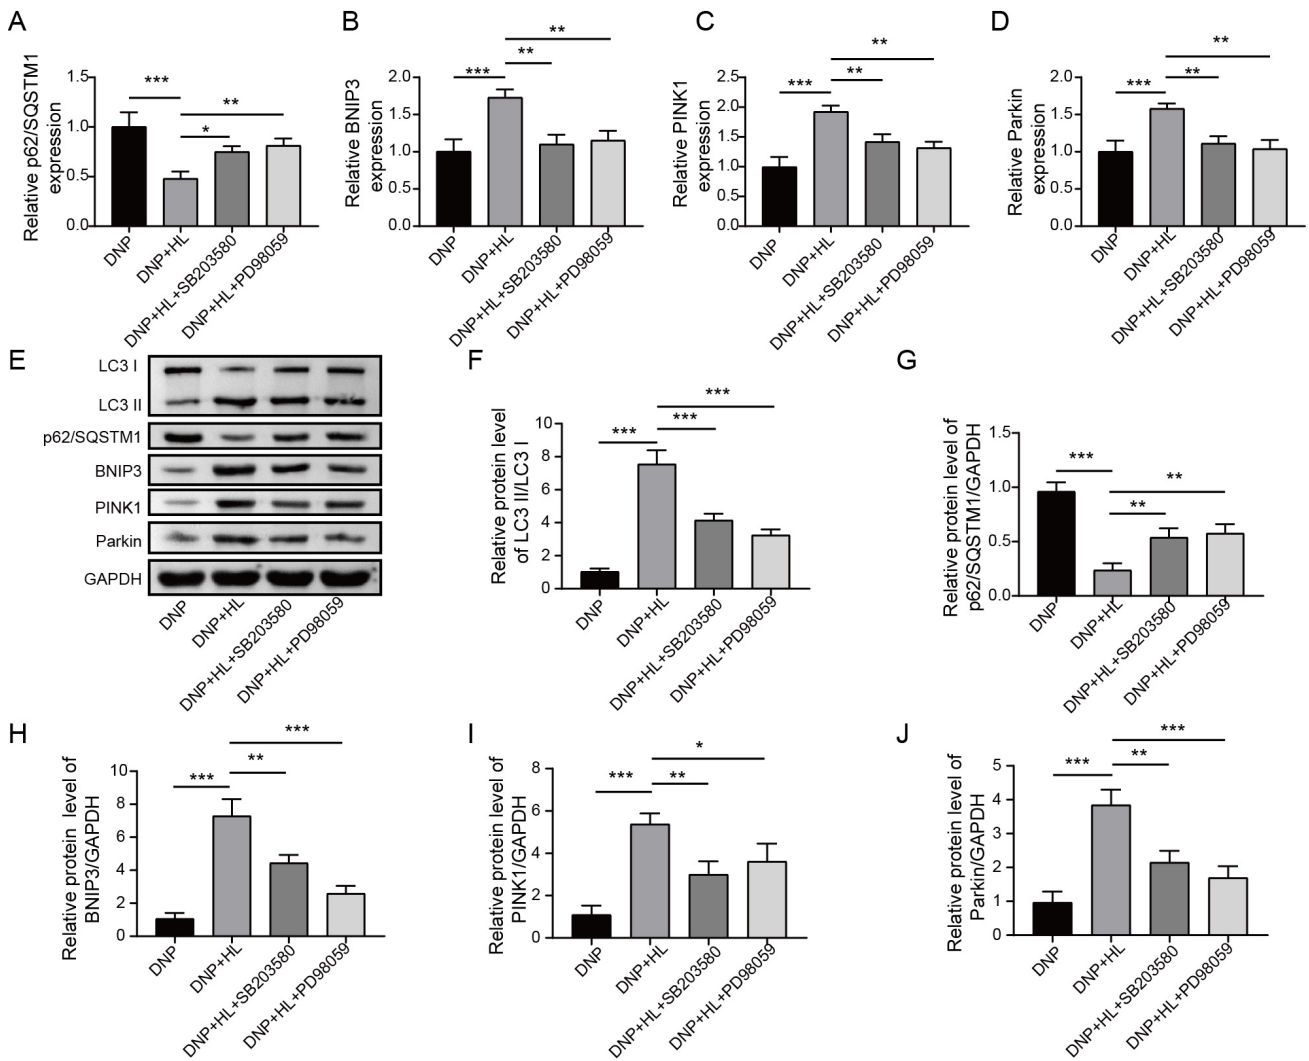 A
Relative p62/SQSTM1
expression
1.5
1.0
0.5
0.0
***
**
*
DNP
DNP+HL
DNP+HL+SB203580
DNP+HL+PD98059
B
Relative BNIP3
expression
2.0
1.5
1.0
0.5
0.0
**
**
***
DNP
DNP+HL
DNP+HL+SB203580
DNP+HL+PD98059
C
Relative PINK1
expression
2.5
2.0
1.5
1.0
0.5
0.0
**
**
***
DNP
DNP+HL
DNP+HL+SB203580
DNP+HL+PD98059
D
Relative Parkin
expression
2.0
1.5
1.0
0.5
0.0
**
**
***
DNP
DNP+HL
DNP+HL+SB203580
DNP+HL+PD98059
E
LC3 I
LC3 II
p62/SQSTM1
BNIP3
PINK1
Parkin
GAPDH
DNP
DNP+HL
DNP+HL+SB203580
DNP+HL+PD98059
F
Relative protein level
of LC3 II/LC3 I
10
8
6
4
2
0
***
***
***
DNP
DNP+HL
DNP+HL+SB203580
DNP+HL+PD98059
G
Relative protein level of
p62/SQSTM1/GAPDH
1.5
1.0
0.5
0.0
***
**
**
DNP
DNP+HL
DNP+HL+SB203580
DNP+HL+PD98059
H
Relative protein level of
BNIP3/GAPDH
10
8
6
4
2
0
***
**
***
DNP
DNP+HL
DNP+HL+SB203580
DNP+HL+PD98059
I
Relative protein level of
PINK1/GAPDH
8
6
4
2
0
*
**
***
DNP
DNP+HL
DNP+HL+SB203580
DNP+HL+PD98059
J
Relative protein level of
Parkin/GAPDH
5
4
3
2
1
0
***
**
***
DNP
DNP+HL
DNP+HL+SB203580
DNP+HL+PD98059